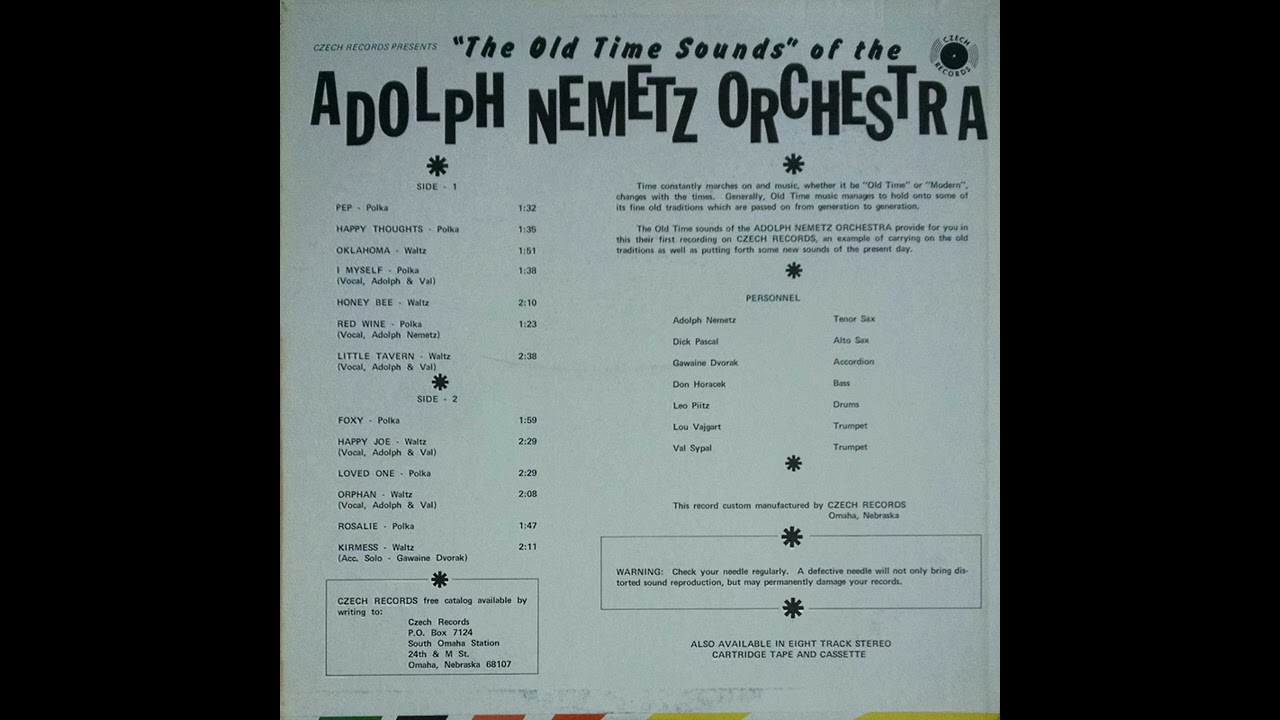 CZECH RECORDS PRESENTS "The Old Time Sounds" of the
CZECH RECORDS
ADOLPH NEMETZ ORCHESTRA
SIDE - 1
PEP - Polka 1:32
HAPPY THOUGHTS - Polka 1:35
OKLAHOMA - Waltz 1:51
I MYSELF - Polka 1:38
(Vocal, Adolph & Val)
HONEY BEE - Waltz 2:10
RED WINE - Polka 1:23
(Vocal, Adolph Nemetz)
LITTLE TAVERN - Waltz 2:38
(Vocal, Adolph & Val)
SIDE - 2
FOXY - Polka 1:59
HAPPY JOE - Waltz 2:29
(Vocal, Adolph & Val)
LOVED ONE - Polka 2:29
ORPHAN - Waltz 2:08
(Vocal, Adolph & Val)
ROSALIE - Polka 1:47
KIRMESS - Waltz 2:11
(Acc. Solo - Gawaine Dvorak)
CZECH RECORDS free catalog available by
writing to:
Czech Records
P.O. Box 7124
South Omaha Station
24th & M St.
Omaha, Nebraska 68107
Time constantly marches on and music, whether it be "Old Time" or "Modern",
changes with the times. Generally, Old Time music manages to hold onto some of
its fine old traditions which are passed on from generation to generation.
The Old Time sounds of the ADOLPH NEMETZ ORCHESTRA provide for you in
this their first recording on CZECH RECORDS, an example of carrying on the old
traditions as well as putting forth some new sounds of the present day.
PERSONNEL
Adolph Nemetz Tenor Sax
Dick Pascal Alto Sax
Gawaine Dvorak Accordion
Don Horacek Bass
Leo Piitz Drums
Lou Vajgart Trumpet
Val Sypal Trumpet
This record custom manufactured by CZECH RECORDS
Omaha, Nebraska
WARNING: Check your needle regularly. A defective needle will not only bring dis-
torted sound reproduction, but may permanently damage your records.
ALSO AVAILABLE IN EIGHT TRACK STEREO
CARTRIDGE TAPE AND CASSETTE